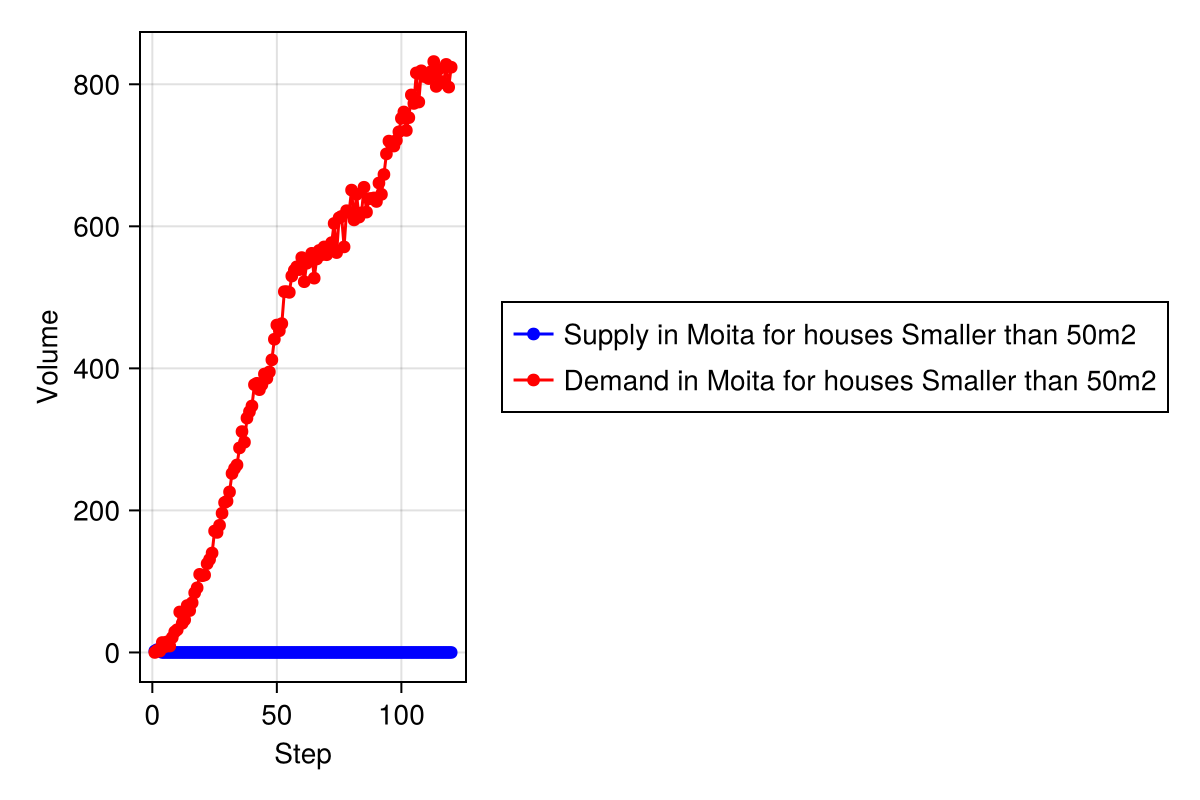 800
600
400
200
0
Volume
0 50 100
Step
Supply in Moita for houses Smaller than 50m2
Demand in Moita for houses Smaller than 50m2